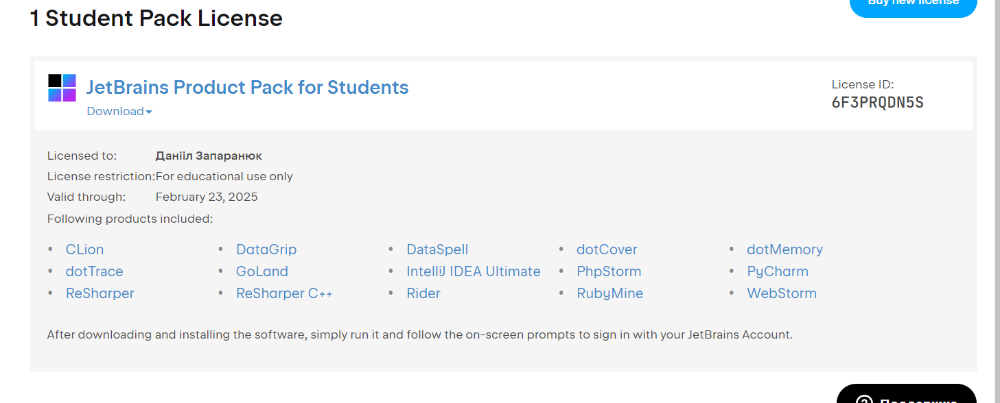 1 Student Pack License
Buy new license
JetBrains Product Pack for Students
Download
License ID:
6F3PRQDN5S
Licensed to: Данііл Запаранюк
License restriction: For educational use only
Valid through: February 23, 2025
Following products included:
CLion DataGrip DataSpell dotCover dotMemory
dotTrace GoLand IntelliJ IDEA Ultimate PhpStorm PyCharm
ReSharper ReSharper C++ Rider RubyMine WebStorm
After downloading and installing the software, simply run it and follow the on-screen prompts to sign in with your JetBrains Account.
Поддержка